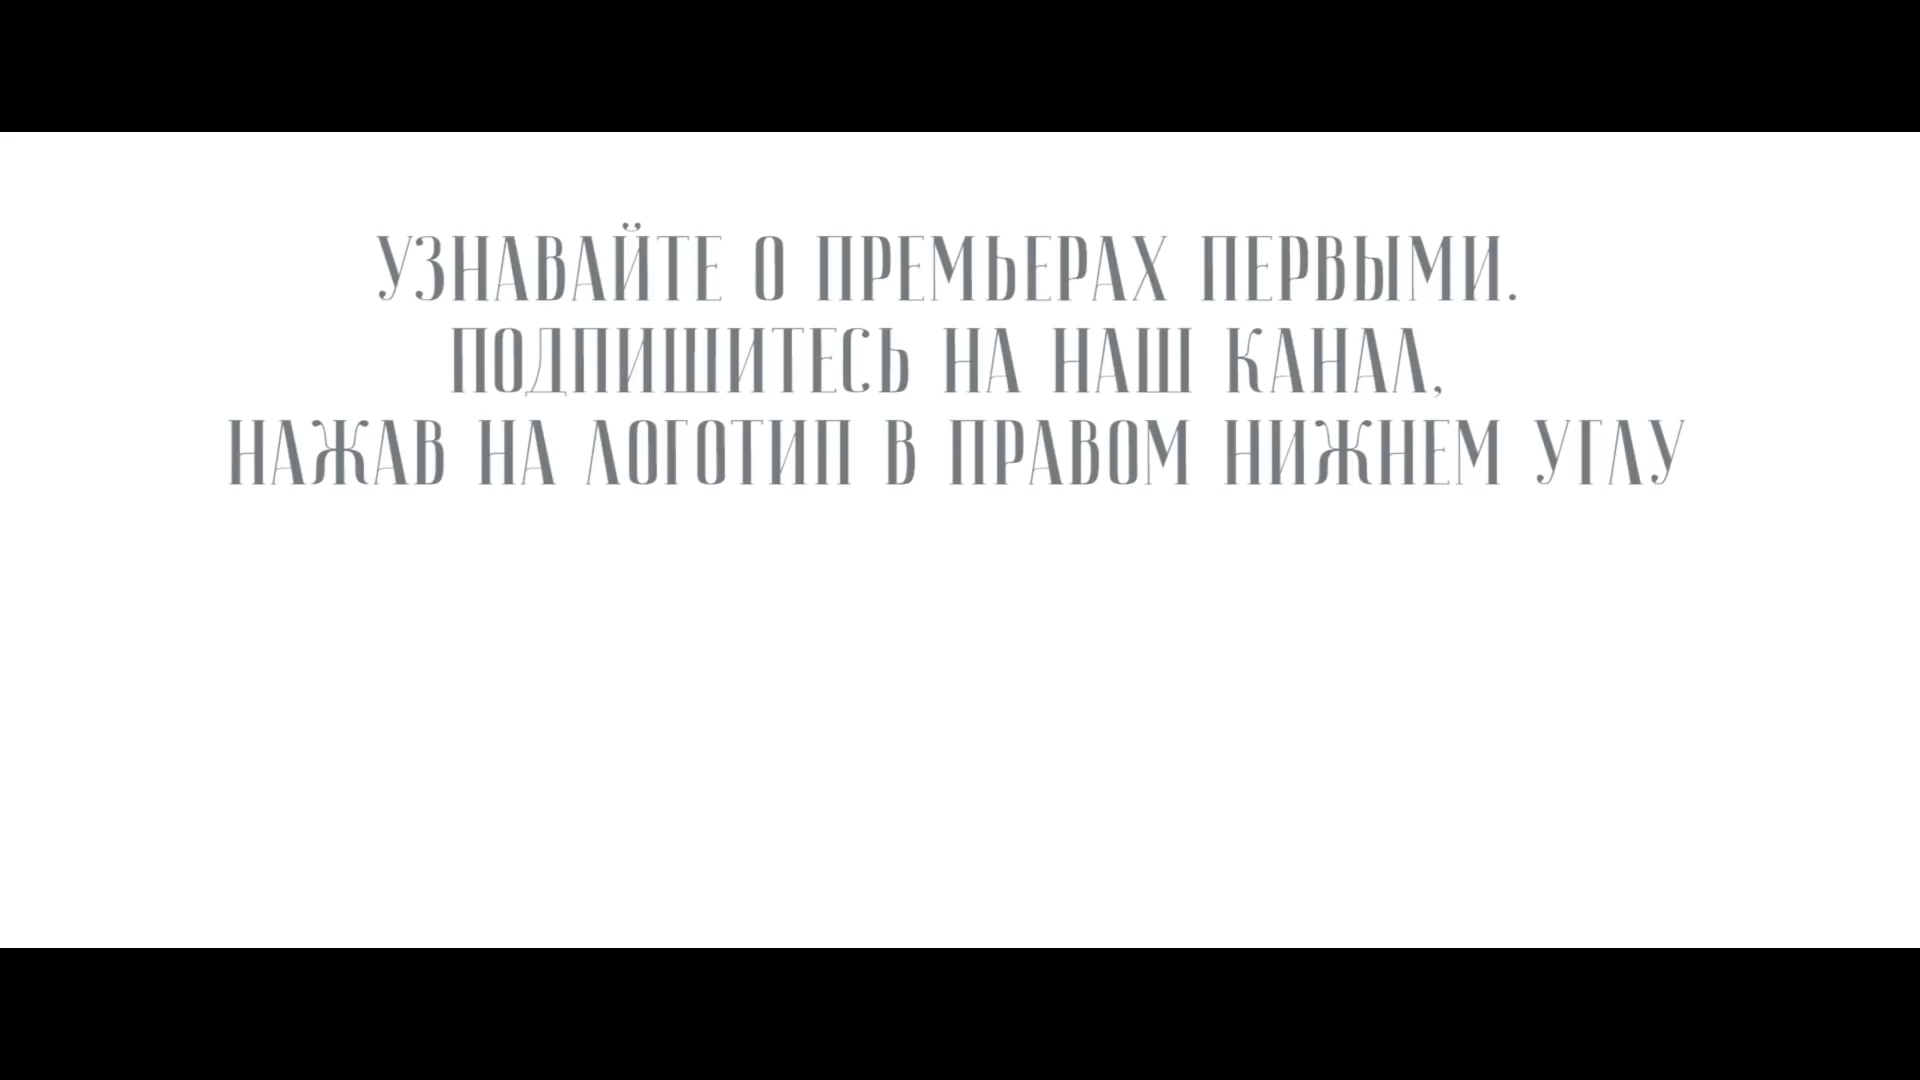 УЗНАВАЙТЕ О ПРЕМЬЕРАХ ПЕРВЫМИ.
ПОДПИШИТЕСЬ НА НАШ КАНАЛ,
НАЖАВ НА ЛОГОТИП В ПРАВОМ НИЖНЕМ УГЛУ